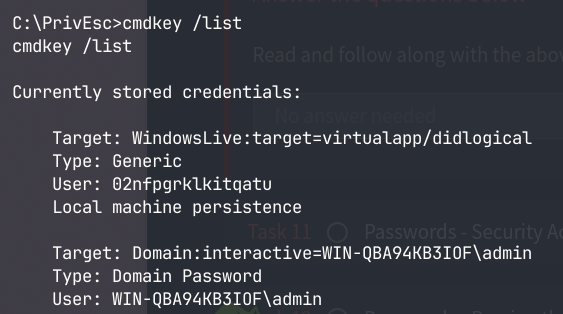 Answer the questions below
C:\PrivEsc>cmdkey /list
cmdkey /list
Read and follow along with the abov
Currently stored credentials:
No answer needed
Target: WindowsLive:target=virtualapp/didlogical
Type: Generic
User: 02nfpgrklkitqatu
Local machine persistence
Task 11 Passwords - Security Ac
Target: Domain:interactive=WIN-QBA94KB3IOF\admin
Type: Domain Password
User: WIN-QBA94KB3IOF\admin